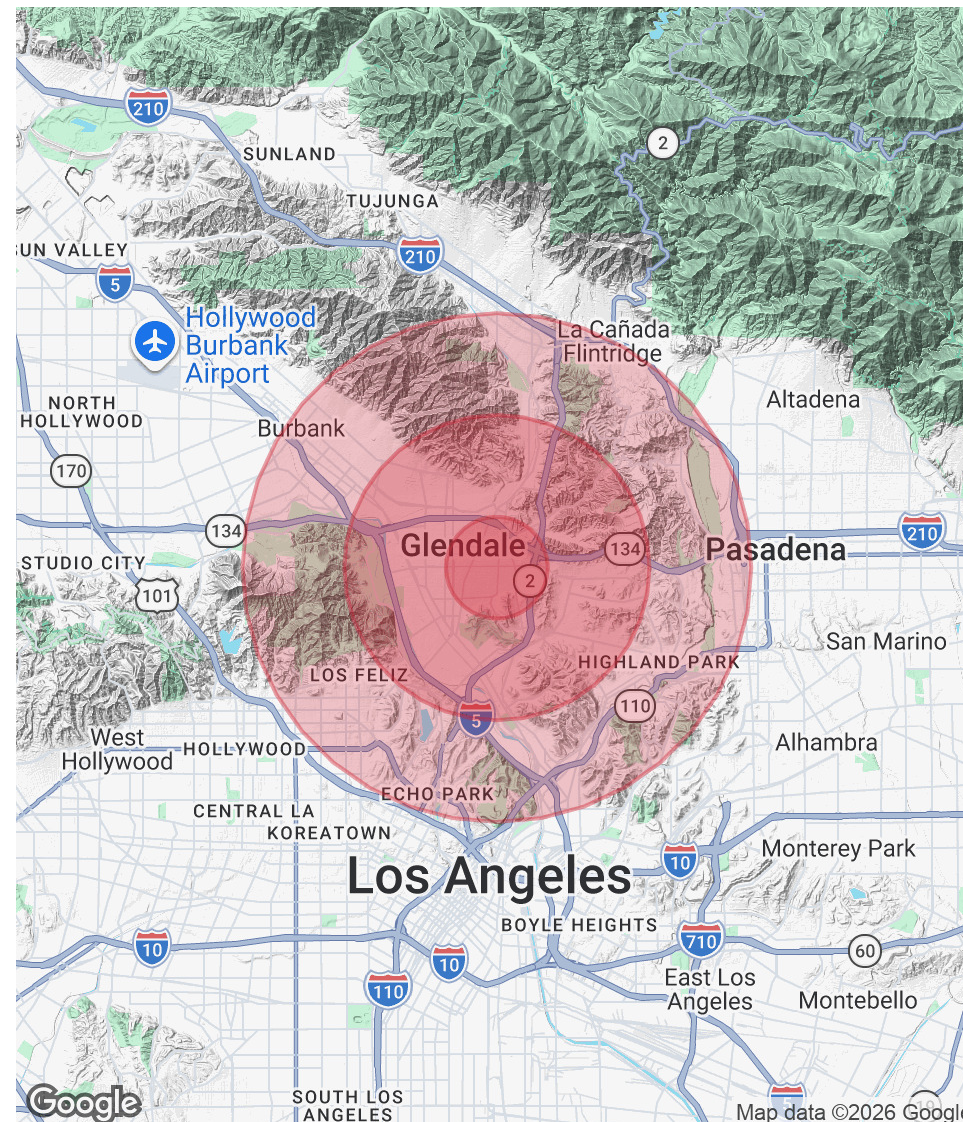 210
2
SUNLAND
TUJUNGA
SUN VALLEY
210
5
Hollywood
Burbank
Airport
La Cañada
Flintridge
NORTH
HOLLYWOOD
Altadena
Burbank
170
134
210
Glendale
134
Pasadena
STUDIO CITY
2
101
San Marino
HIGHLAND PARK
LOS FELIZ
110
5
West
Hollywood
HOLLYWOOD
Alhambra
ECHO PARK
CENTRAL LA
KOREATOWN
Monterey Park
10
Los Angeles
BOYLE HEIGHTS
10
710
60
10
East Los
Angeles
110
Montebello
SOUTH LOS
ANGELES
5
Google
Map data ©2026 Google